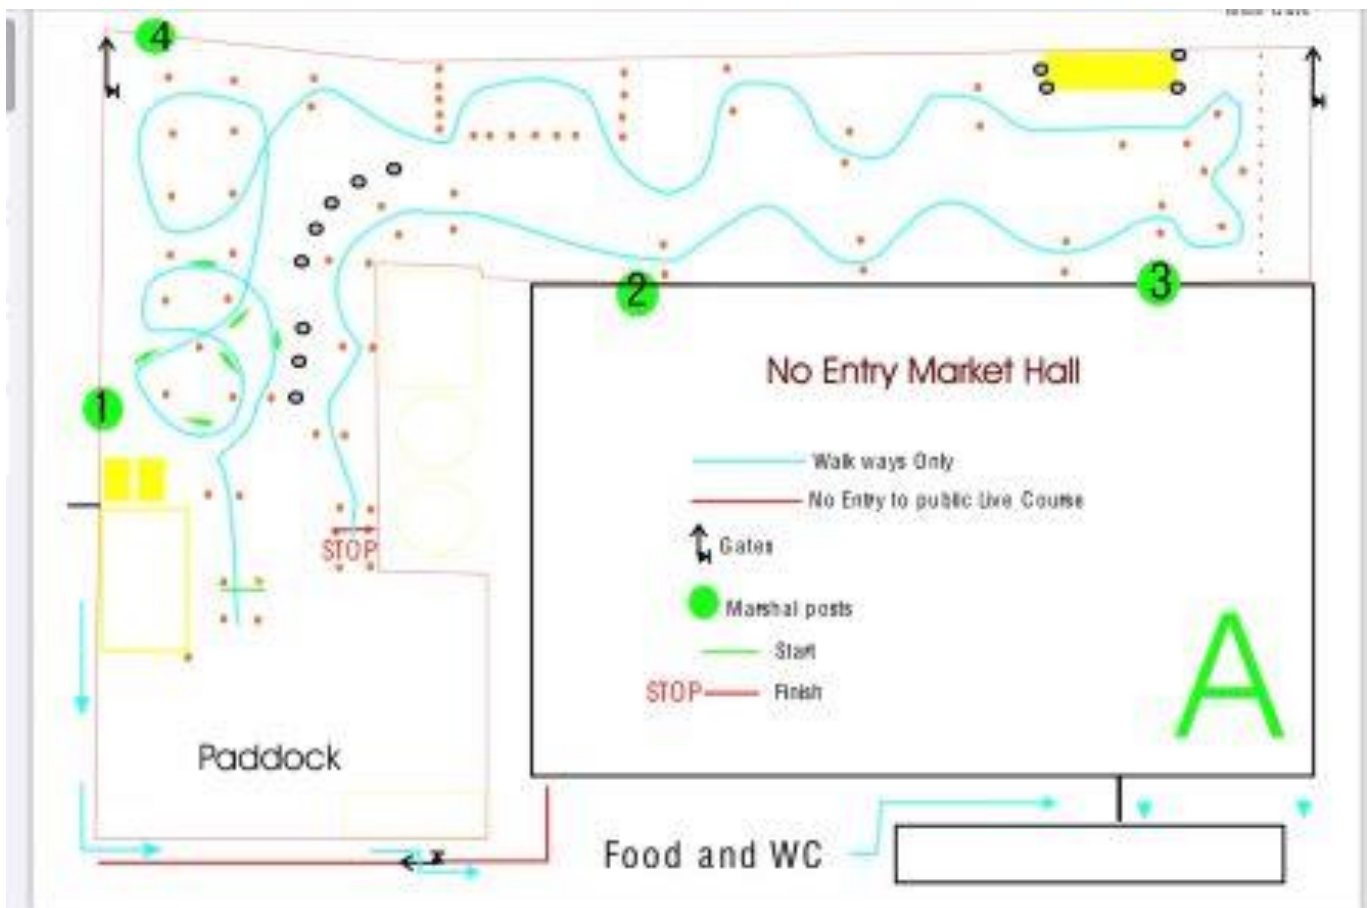 4
2
3
1
No Entry Market Hall
Walk ways Only
No Entry to public Live Course
Gates
Marshal posts
Start
STOP Finish
STOP
A
Paddock
Food and WC